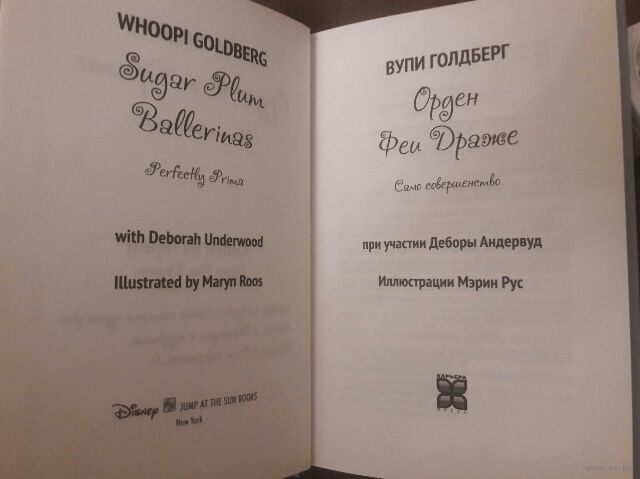 WHOOPI GOLDBERG
Sugar Plum
Ballerinas
Perfectly Prima
with Deborah Underwood
Illustrated by Maryn Roos
Disney JUMP AT THE SUN BOOKS
New York
ВУПИ ГОЛДБЕРГ
Орден
Феи Драже
Само совершенство
при участии Деборы Андервуд
Иллюстрации Мэрин Рус
КАРЬЕРА
ПРЕСС